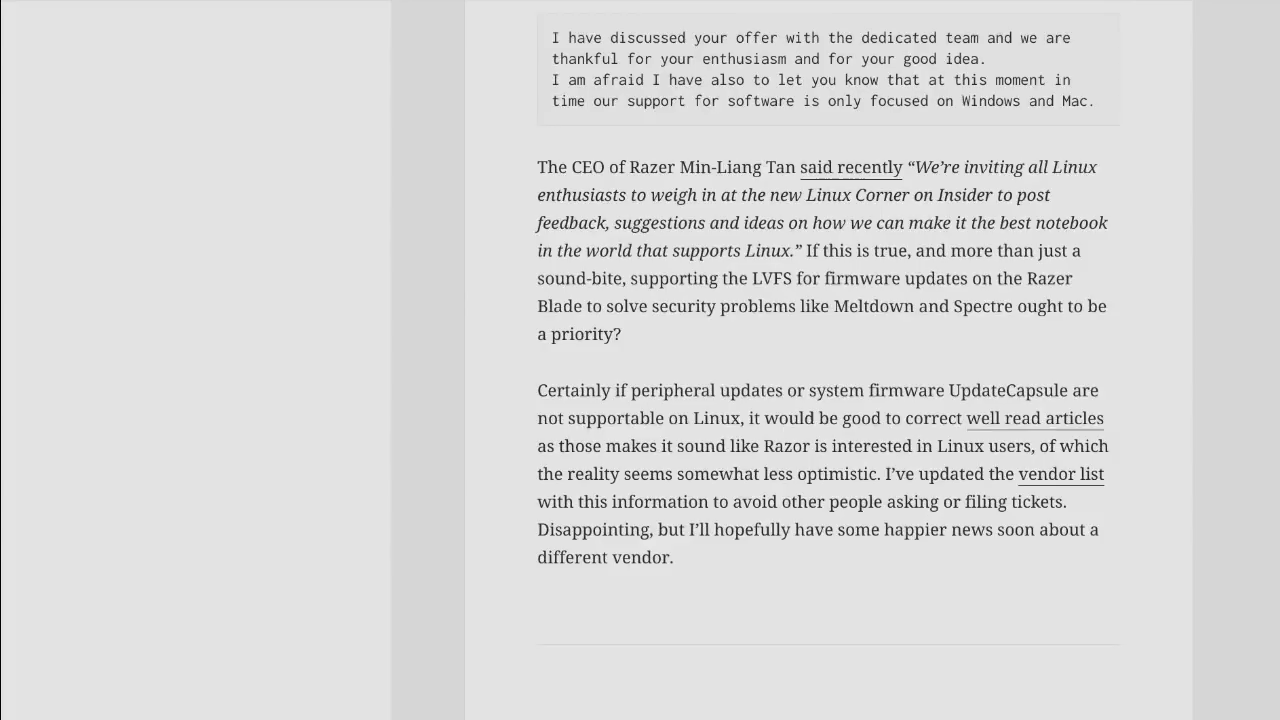 I have discussed your offer with the dedicated team and we are
thankful for your enthusiasm and for your good idea.
I am afraid I have also to let you know that at this moment in
time our support for software is only focused on Windows and Mac.
The CEO of Razer Min-Liang Tan said recently “We’re inviting all Linux
enthusiasts to weigh in at the new Linux Corner on Insider to post
feedback, suggestions and ideas on how we can make it the best notebook
in the world that supports Linux.” If this is true, and more than just a
sound-bite, supporting the LVFS for firmware updates on the Razer
Blade to solve security problems like Meltdown and Spectre ought to be
a priority?
Certainly if peripheral updates or system firmware UpdateCapsule are
not supportable on Linux, it would be good to correct well read articles
as those makes it sound like Razor is interested in Linux users, of which
the reality seems somewhat less optimistic. I’ve updated the vendor list
with this information to avoid other people asking or filing tickets.
Disappointing, but I’ll hopefully have some happier news soon about a
different vendor.